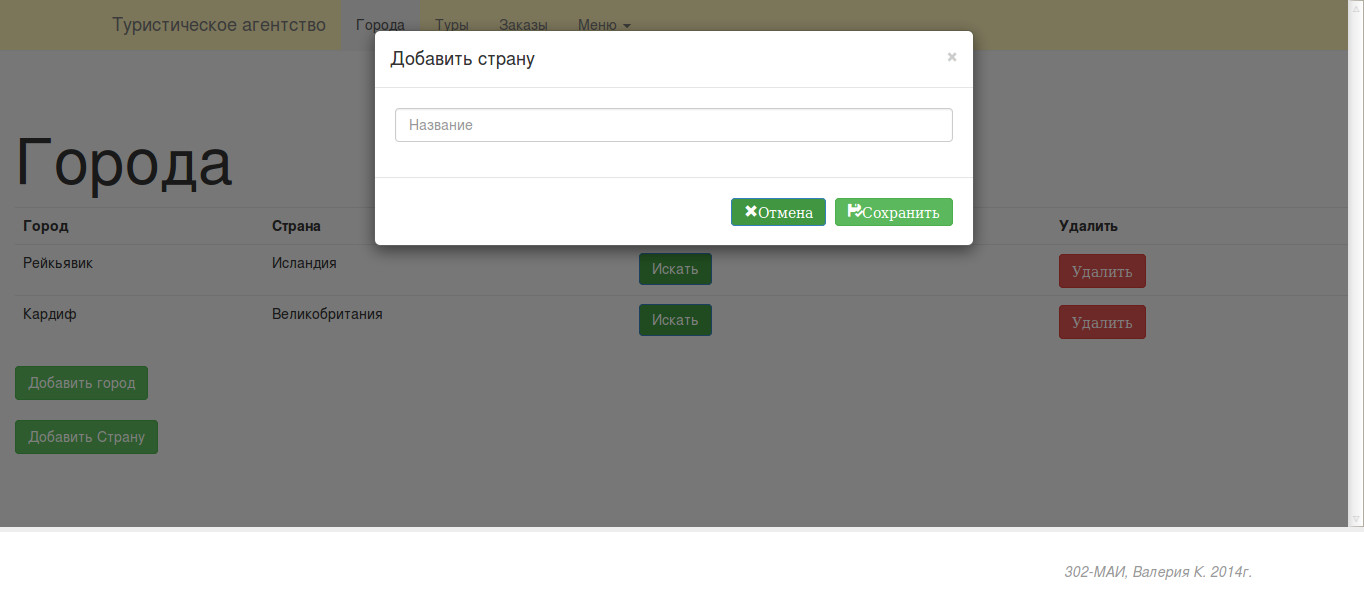 Туристическое агентство Города Туры Заказы Меню
Добавить страну ×
Название
Отмена Сохранить
Города
Город Страна Удалить
Рейкьявик Исландия Искать Удалить
Кардиф Великобритания Искать Удалить
Добавить город
Добавить Страну
302-МАИ, Валерия К. 2014г.